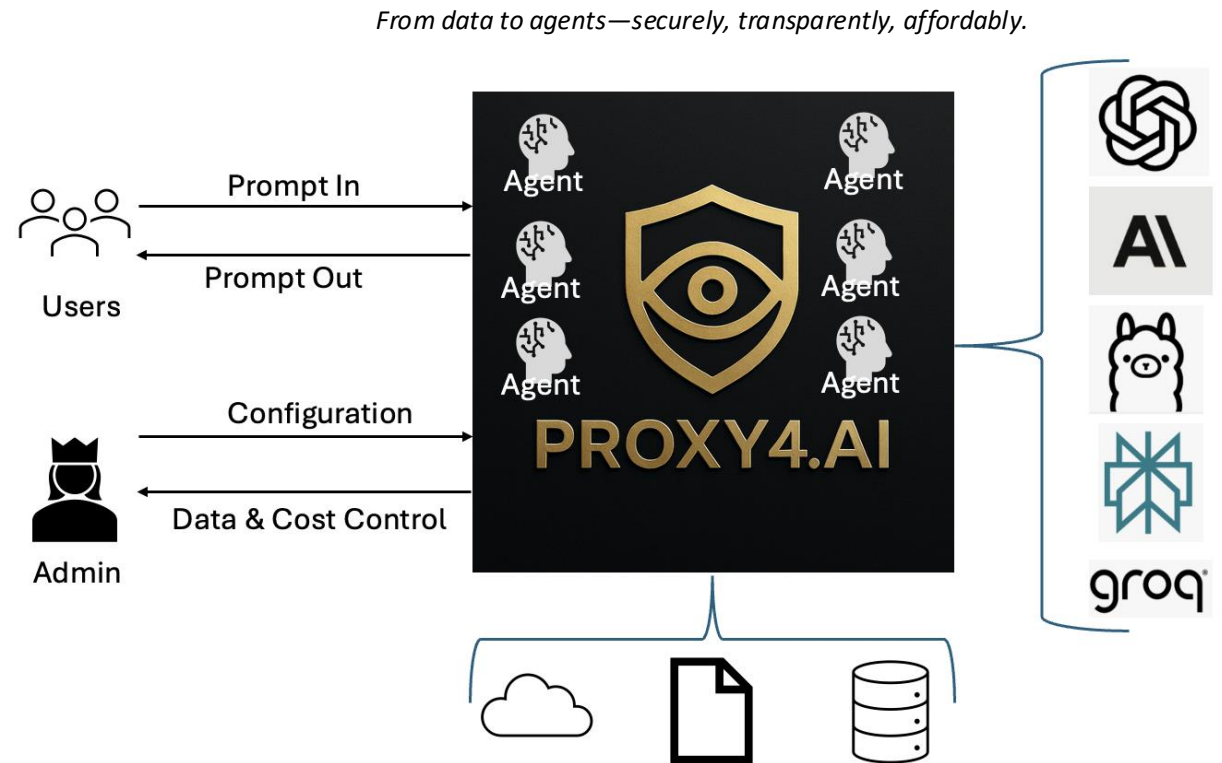 From data to agents—securely, transparently, affordably.
Prompt In
Prompt Out
Users
Configuration
Data & Cost Control
Admin
Agent
Agent
Agent
Agent
Agent
Agent
PROXY4.AI
A\
groq